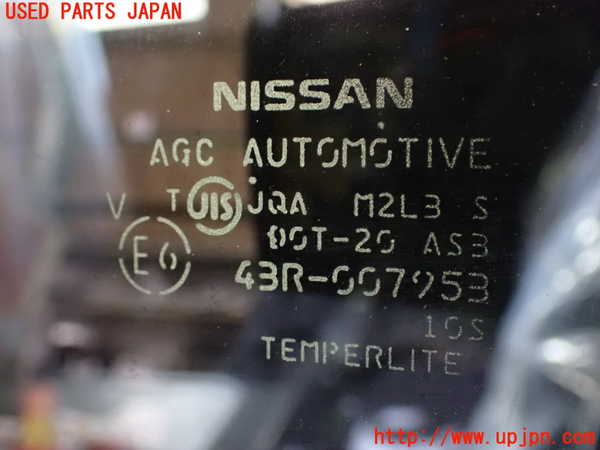 USED PARTS JAPAN
NISSAN
AGC AUTOMOTIVE
V T JIS JQA M2L3 S
DOT-20 AS3
E6 43R-007953
10S
TEMPERLITE
http://www.upjpn.com/